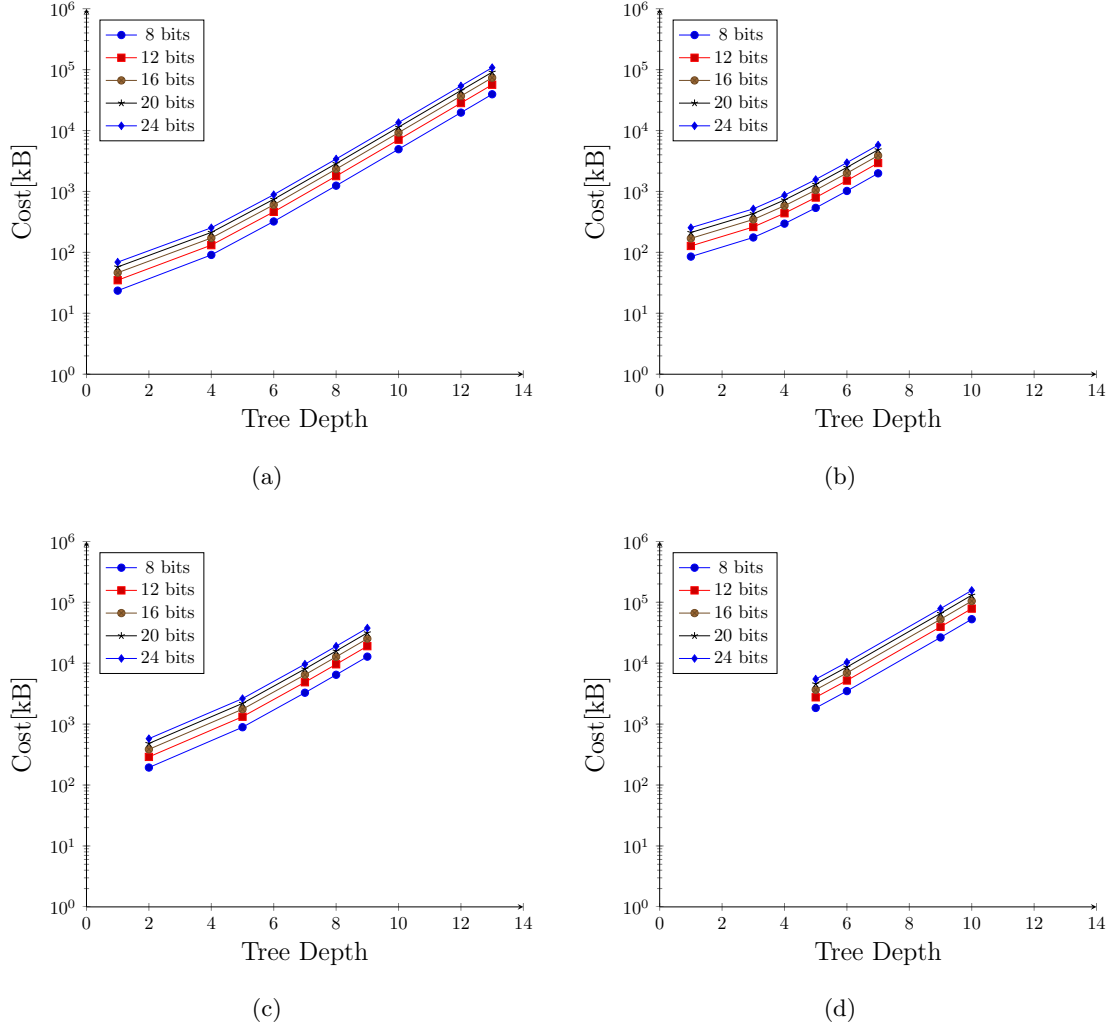 10^6
10^5
10^4
10^3
10^2
10^1
10^0
Cost[kB]
8 bits
12 bits
16 bits
20 bits
24 bits
0 2 4 6 8 10 12 14
Tree Depth
(a)
10^6
10^5
10^4
10^3
10^2
10^1
10^0
Cost[kB]
8 bits
12 bits
16 bits
20 bits
24 bits
0 2 4 6 8 10 12 14
Tree Depth
(b)
10^6
10^5
10^4
10^3
10^2
10^1
10^0
Cost[kB]
8 bits
12 bits
16 bits
20 bits
24 bits
0 2 4 6 8 10 12 14
Tree Depth
(c)
10^6
10^5
10^4
10^3
10^2
10^1
10^0
Cost[kB]
8 bits
12 bits
16 bits
20 bits
24 bits
0 2 4 6 8 10 12 14
Tree Depth
(d)